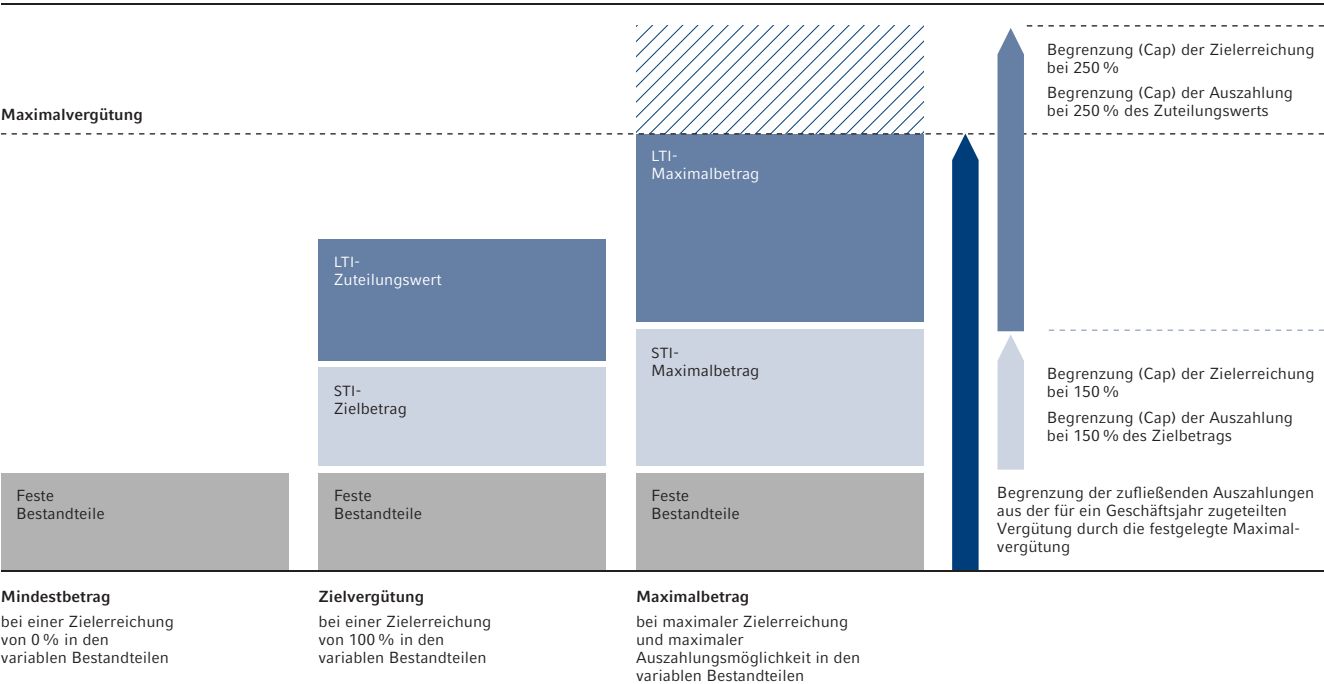 Maximalvergütung
LTI-
Maximalbetrag
LTI-
Zuteilungswert
STI-
Maximalbetrag
STI-
Zielbetrag
Feste
Bestandteile
Feste
Bestandteile
Feste
Bestandteile
Begrenzung (Cap) der Zielerreichung
bei 250 %
Begrenzung (Cap) der Auszahlung
bei 250 % des Zuteilungswerts
Begrenzung (Cap) der Zielerreichung
bei 150 %
Begrenzung (Cap) der Auszahlung
bei 150 % des Zielbetrags
Begrenzung der zufließenden Auszahlungen
aus der für ein Geschäftsjahr zugeteilten
Vergütung durch die festgelegte Maximal-
vergütung
Mindestbetrag
bei einer Zielerreichung
von 0 % in den
variablen Bestandteilen
Zielvergütung
bei einer Zielerreichung
von 100 % in den
variablen Bestandteilen
Maximalbetrag
bei maximaler Zielerreichung
und maximaler
Auszahlungsmöglichkeit in den
variablen Bestandteilen